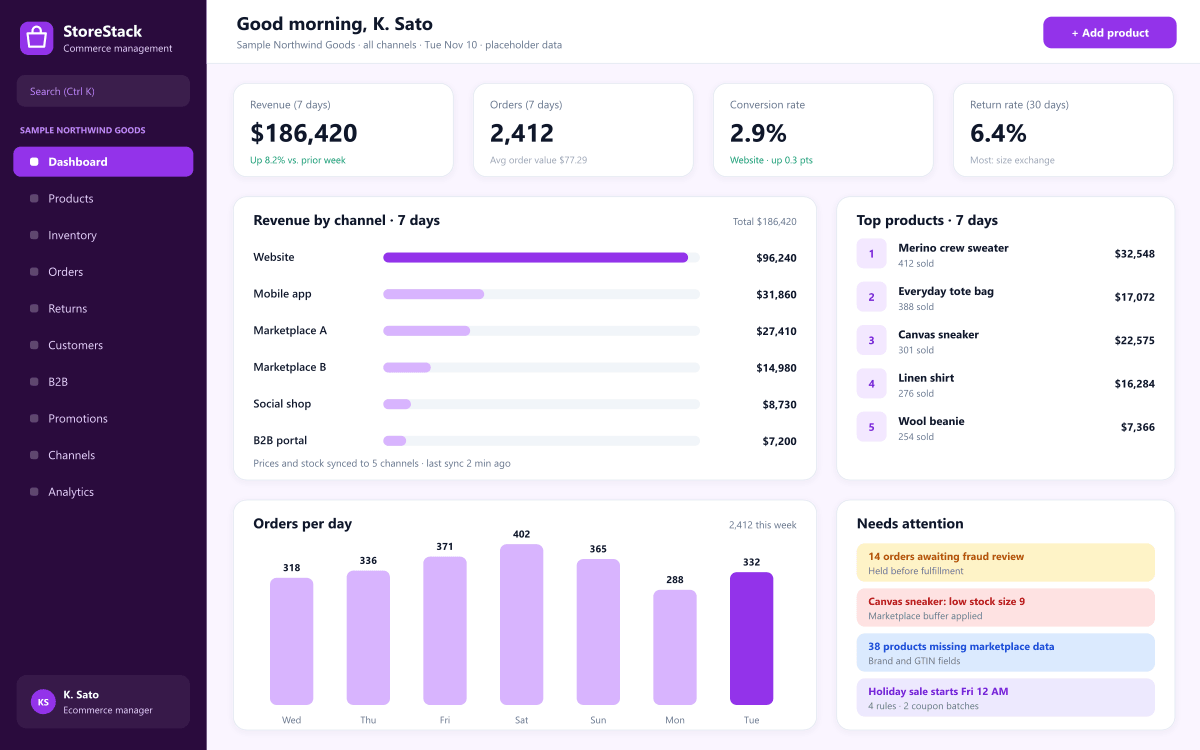 StoreStack
Commerce management
Search (Ctrl K)
SAMPLE NORTHWIND GOODS
Dashboard
Products
Inventory
Orders
Returns
Customers
B2B
Promotions
Channels
Analytics
KS
K. Sato
Ecommerce manager
Good morning, K. Sato
Sample Northwind Goods · all channels · Tue Nov 10 · placeholder data
+ Add product
Revenue (7 days)
$186,420
Up 8.2% vs. prior week
Orders (7 days)
2,412
Avg order value $77.29
Conversion rate
2.9%
Website · up 0.3 pts
Return rate (30 days)
6.4%
Most: size exchange
Revenue by channel · 7 days
Total $186,420
Website $96,240
Mobile app $31,860
Marketplace A $27,410
Marketplace B $14,980
Social shop $8,730
B2B portal $7,200
Prices and stock synced to 5 channels · last sync 2 min ago
Top products · 7 days
1 Merino crew sweater $32,548
412 sold
2 Everyday tote bag $17,072
388 sold
3 Canvas sneaker $22,575
301 sold
4 Linen shirt $16,284
276 sold
5 Wool beanie $7,366
254 sold
Orders per day
2,412 this week
318 336 371 402 365 288 332
Wed Thu Fri Sat Sun Mon Tue
Needs attention
14 orders awaiting fraud review
Held before fulfillment
Canvas sneaker: low stock size 9
Marketplace buffer applied
38 products missing marketplace data
Brand and GTIN fields
Holiday sale starts Fri 12 AM
4 rules · 2 coupon batches